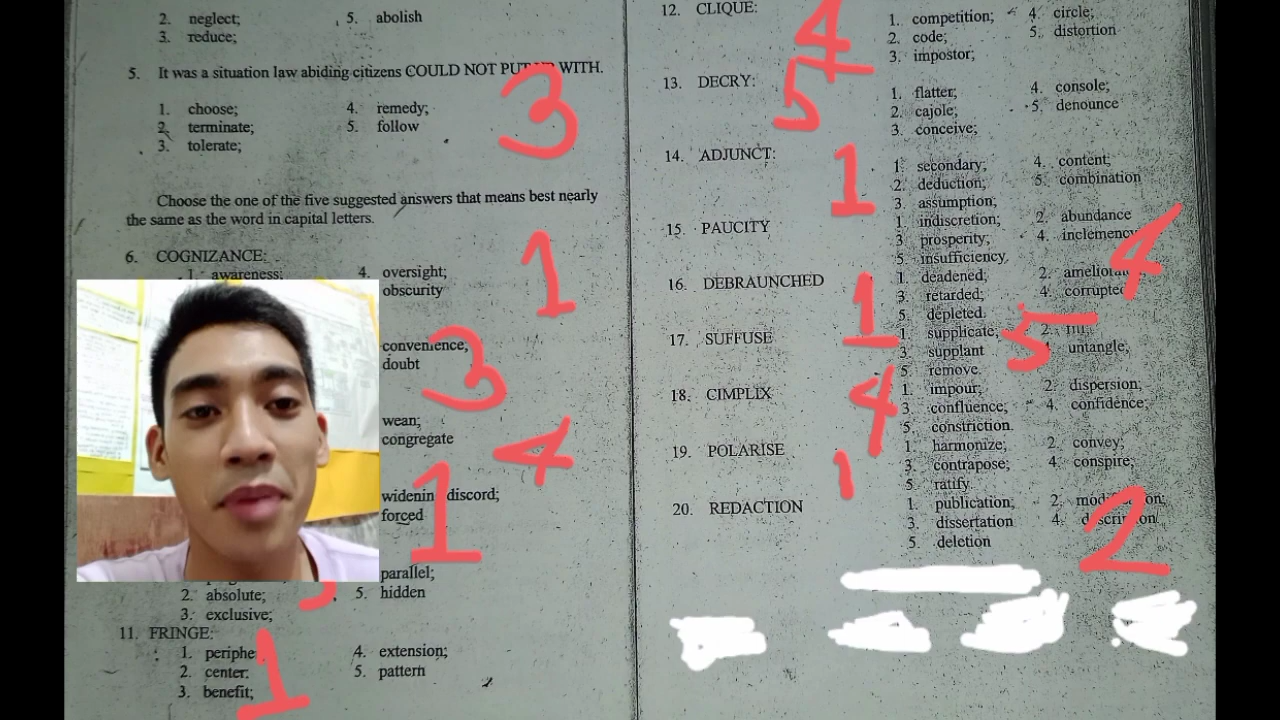 2. neglect; 5. abolish
3. reduce;
5. It was a situation law abiding citizens COULD NOT PUT UP WITH.
1. choose; 4. remedy;
2. terminate; 5. follow
3. tolerate;
3
Choose the one of the five suggested answers that means best nearly
the same as the word in capital letters.
6. COGNIZANCE:
1. awareness; 4. oversight;
obscurity
1
convenience;
doubt
3
wean;
congregate
4
discord;
forced
1
parallel;
2. absolute; 5. hidden
3. exclusive;
11. FRINGE:
1. 4. extension;
2. center; 5. pattern
3. benefit;
1
12. CLIQUE:
1. competition; 4. circle;
2. code; 5. distortion
3. impostor;
4
13. DECRY:
1. flatter; 4. console;
2. cajole; 5. denounce
3. conceive;
5
14. ADJUNCT:
1. secondary; 4. content;
2. deduction; 5. combination
3. assumption;
1
15. PAUCITY
1. indiscretion; 2. abundance
3. prosperity; 4. inclemency
5. insufficiency.
16. DEBRAUNCHED
1. deadened;
3. retarded; 4. corrupted
5. depleted.
4
17. SUFFUSE
1. supplicate; 2. fill;
3. supplant untangle;
5. remove.
1
5
18. CIMPLIX
1. impour; 2. dispersion;
3. confluence; 4. confidence;
5. constriction.
4
19. POLARISE
1. harmonize; 2. convey;
3. contrapose; 4. conspire;
5. ratify.
1
20. REDACTION
1. publication; 2.
3. dissertation 4.
5. deletion
2